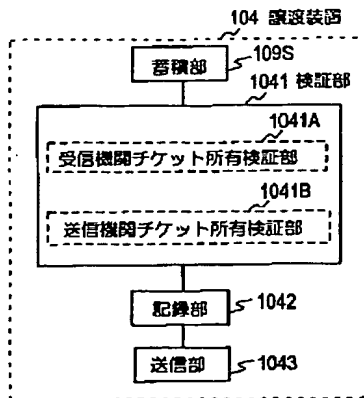 104 譲渡装置
蓄積部
109S
1041 検証部
1041A
受信機関チケット所有検証部
1041B
送信機関チケット所有検証部
記録部
1042
送信部
1043